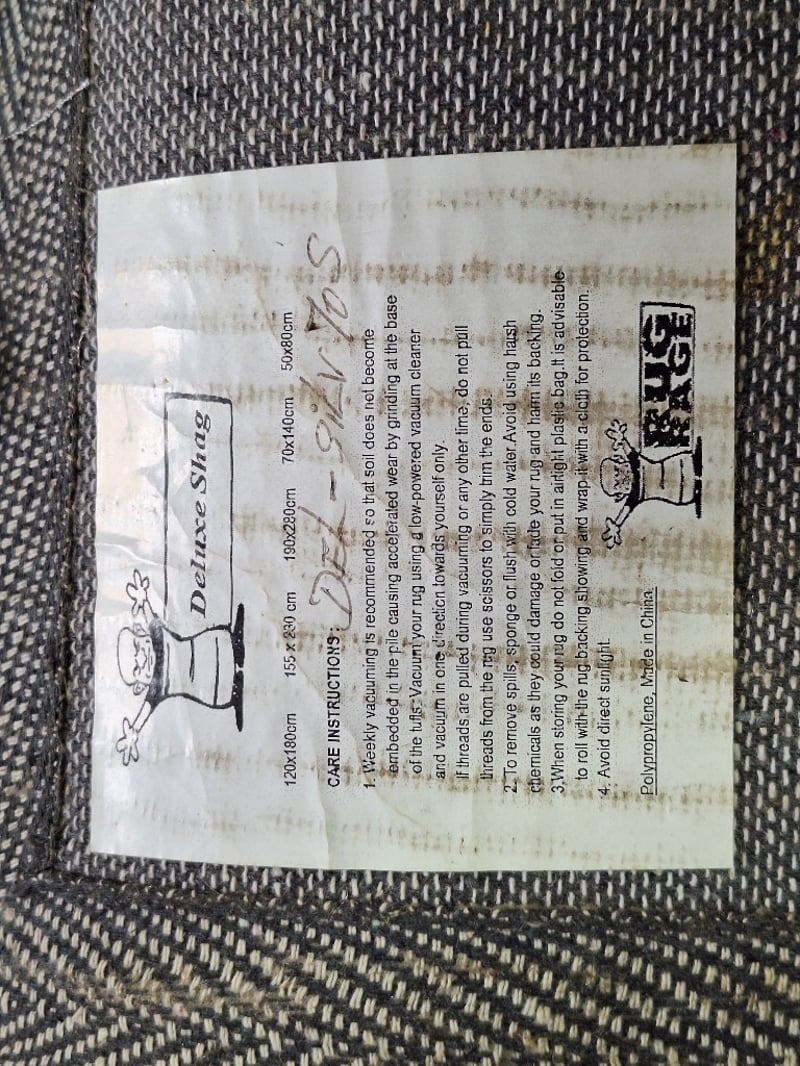 Deluxe Shag
120x180cm 155 x 230 cm 190x280cm 70x140cm 50x80cm
CARE INSTRUCTIONS:
DEL-SILV 70S
1. Weekly vacuuming is recommended so that soil does not become
embedded in the pile causing accelerated wear by grinding at the base
of the tufts. Vacuum your rug using a low-powered vacuum cleaner
and vacuum in one direction towards yourself only.
If threads are pulled during vacuuming or any other time, do not pull
threads from the rug use scissors to simply trim the ends.
2. To remove spills, sponge or flush with cold water.Avoid using harsh
chemicals as they could damage or fade your rug and harm its backing.
3.When storing your rug do not fold or put in airtight plastic bag.It is advisable
to roll with the rug backing showing and wrap it with a cloth for protection.
4. Avoid direct sunlight.
Polypropylene, Made in China.
RUG
RAGE